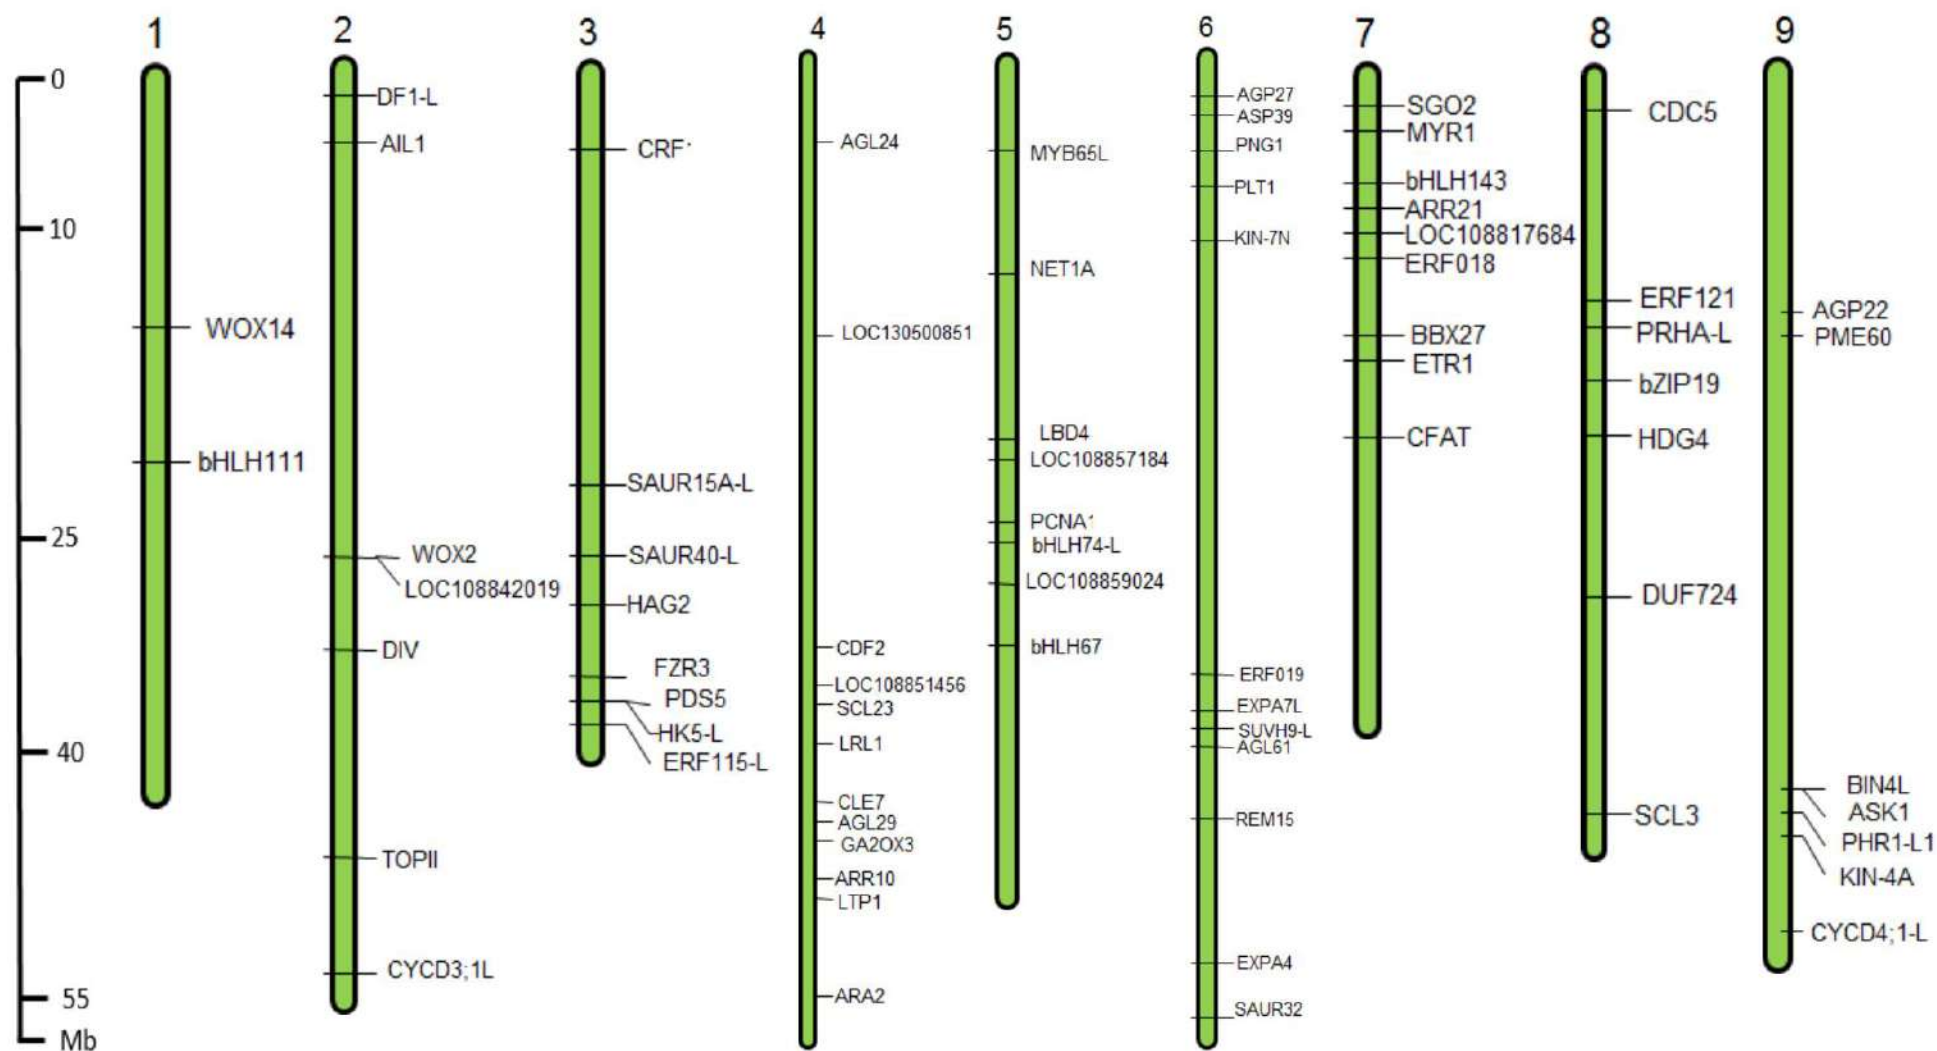 1
2
3
4
5
6
7
8
9
0
10
25
40
55
Mb
WOX14
bHLH111
DF1-L
AIL1
WOX2
LOC108842019
DIV
TOPII
CYCD3;1L
CRF
SAUR15A-L
SAUR40-L
HAG2
FZR3
PDS5
HK5-L
ERF115-L
AGL24
LOC130500851
CDF2
LOC108851456
SCL23
LRL1
CLE7
AGL29
GA2OX3
ARR10
LTP1
ARA2
MYB65L
NET1A
LBD4
LOC108857184
PCNA1
bHLH74-L
LOC108859024
bHLH67
AGP27
ASP39
PNG1
PLT1
KIN-7N
ERF019
EXPA7L
SUVH9-L
AGL61
REM15
EXPA4
SAUR32
SGO2
MYR1
bHLH143
ARR21
LOC108817684
ERF018
BBX27
ETR1
CFAT
CDC5
ERF121
PRHA-L
bZIP19
HDG4
DUF724
SCL3
AGP22
PME60
BIN4L
ASK1
PHR1-L1
KIN-4A
CYCD4;1-L